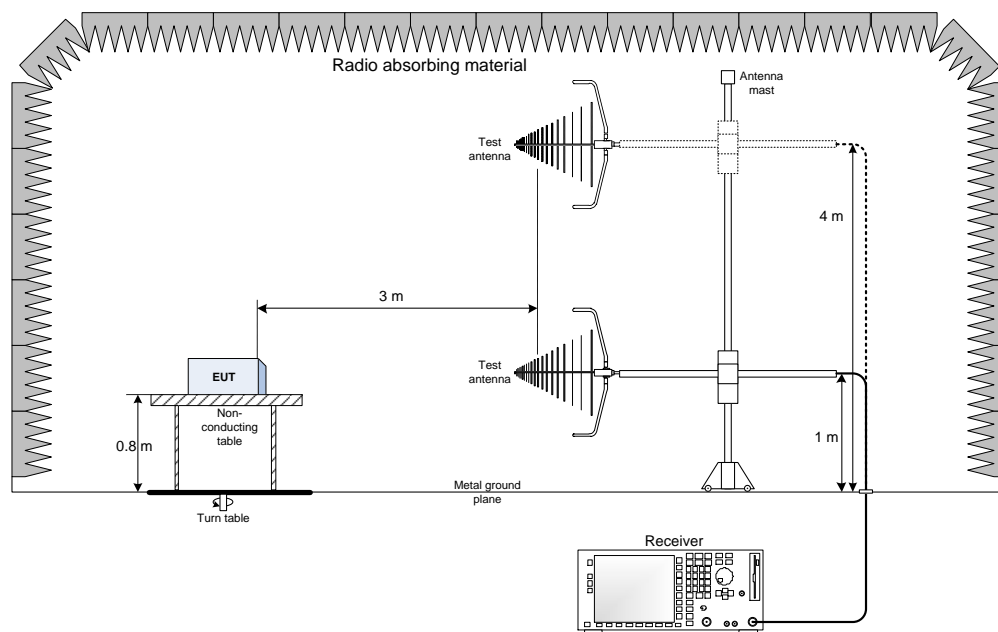 Radio absorbing material
Antenna
mast
Test
antenna
4 m
3 m
Test
antenna
EUT
Non-
conducting
table
0.8 m
1 m
Metal ground
plane
Turn table
Receiver